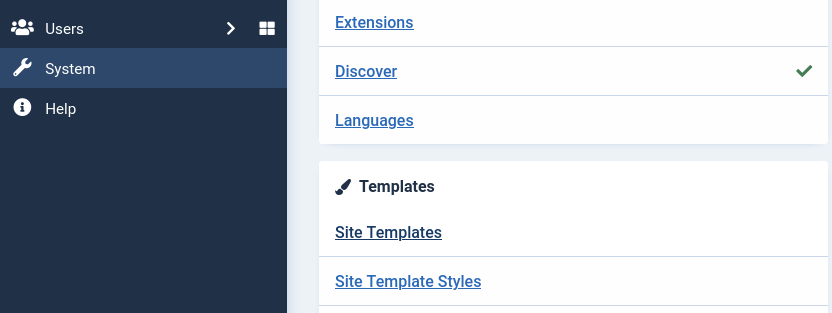 Users
System
Help
Extensions
Discover
Languages
Templates
Site Templates
Site Template Styles